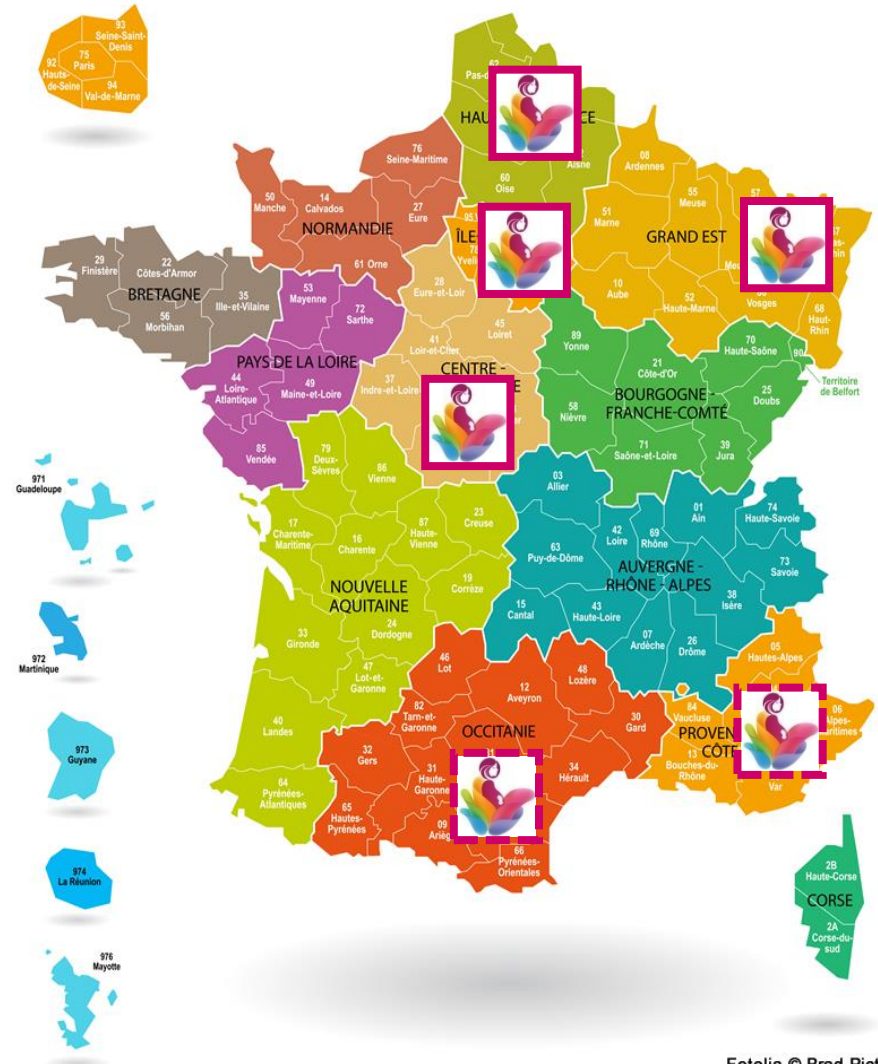 93
Seine-Saint-
Denis
92
Hauts-
de-Seine
75
Paris
94
Val-de-Marne
62
HAU
CE
Aisne
60
Oise
76
Seine-Maritime
50
Manche
14
Calvados
27
Eure
NORMANDIE
61 Orne
08
Ardennes
51
Marne
55
Meuse
57
GRAND EST
10
Aube
52
Haute-Marne
Vosges
68
Haut-
Rhin
95
ÎLE
78
29
Finistère
22
Côtes-d'Armor
BRETAGNE
56
Morbihan
35
Ille-et-Vilaine
53
Mayenne
72
Sarthe
PAYS DE LA LOIRE
44
Loire-
Atlantique
49
Maine-et-Loire
85
Vendée
28
Eure-et-Loir
45
Loiret
41
Loir-et-Cher
CENTRE -
37
Indre-et-Loire
89
Yonne
21
Côte-d'Or
70
Haute-Saône
90
Territoire
de Belfort
BOURGOGNE -
FRANCHE-COMTÉ
25
Doubs
58
Nièvre
71
Saône-et-Loire
39
Jura
79
Deux-
Sèvres
86
Vienne
17
Charente-
Maritime
16
Charente
87
Haute-
Vienne
23
Creuse
19
Corrèze
NOUVELLE
AQUITAINE
24
Dordogne
33
Gironde
47
Lot-et-
Garonne
40
Landes
64
Pyrénées-
Atlantiques
03
Allier
63
Puy-de-Dôme
42
Loire
69
Rhône
01
Ain
74
Haute-Savoie
73
Savoie
AUVERGNE -
RHÔNE - ALPES
38
Isère
15
Cantal
43
Haute-Loire
07
Ardèche
26
Drôme
46
Lot
12
Aveyron
48
Lozère
82
Tarn-et-
Garonne
30
Gard
OCCITANIE
32
Gers
31
Haute-
Garonne
34
Hérault
65
Hautes-
Pyrénées
09
66
Pyrénées-
Orientales
05
Hautes-Alpes
84
Vaucluse
06
PROVEN
CÔTE
13
Bouches-du-
Rhône
Var
2B
Haute-Corse
CORSE
2A
Corse-du-
sud
971
Guadeloupe
972
Martinique
973
Guyane
974
La Réunion
976
Mayotte